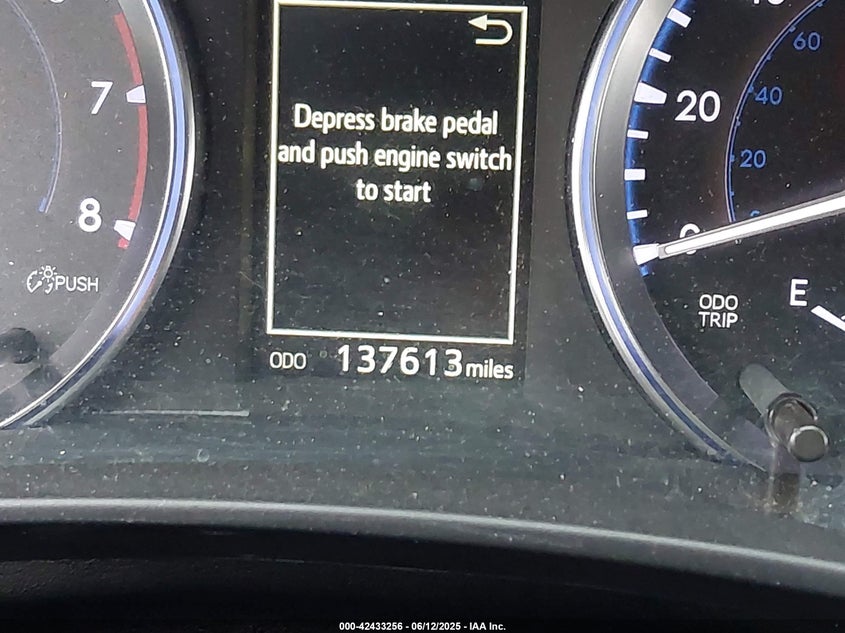 Depress brake pedal
and push engine switch
to start
ODO 137613 miles
7
8
PUSH
20
0
60
40
20
ODO
TRIP
E
000-42433256 - 06/12/2025 - IAA Inc.